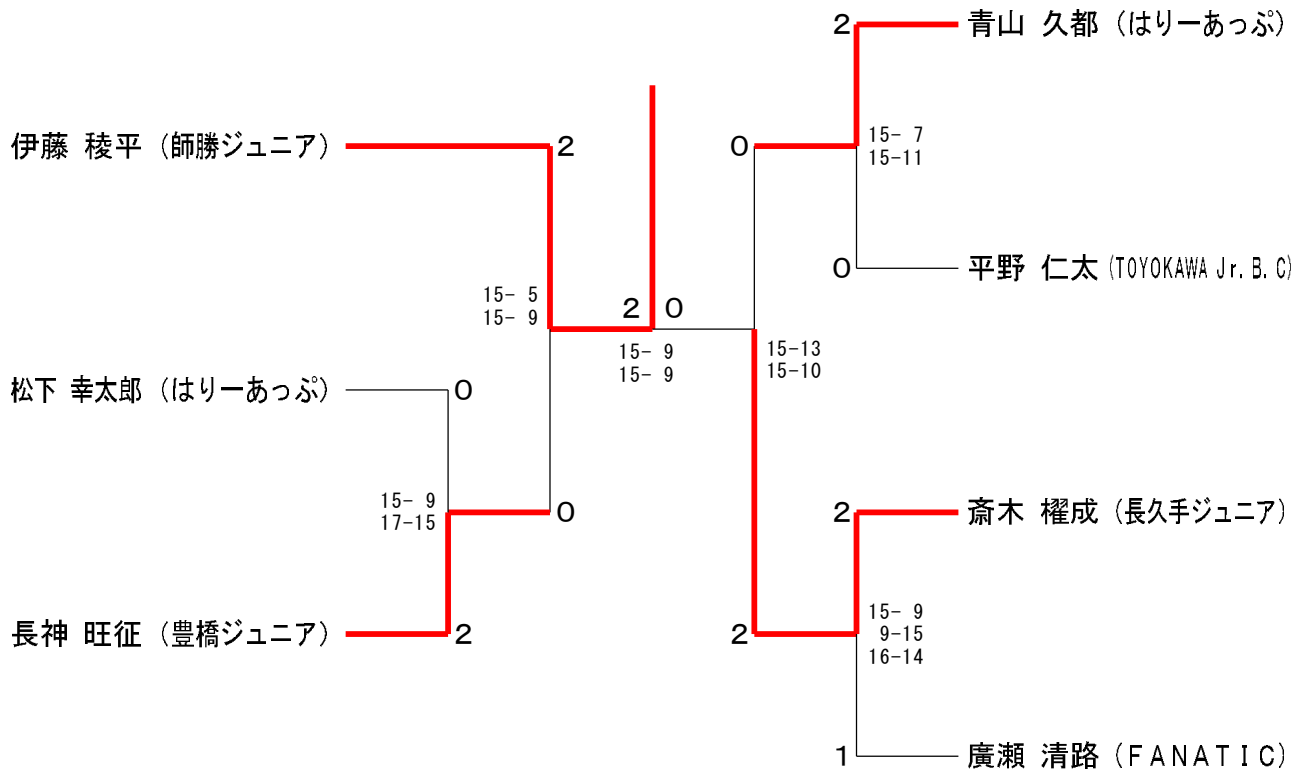 2 青山 久都 (はりーあっぷ)
伊藤 稜平 (師勝ジュニア) 2
0
15- 7
15-11
0 平野 仁太 (TOYOKAWA Jr. B. C)
15- 5
15- 9
2 0
15- 9
15- 9
15-13
15-10
松下 幸太郎 (はりーあっぷ) 0
15- 9
17-15
0
2 斎木 櫂成 (長久手ジュニア)
長神 旺征 (豊橋ジュニア) 2
2
15- 9
9-15
16-14
1 廣瀬 清路 (ＦＡＮＡＴＩＣ)